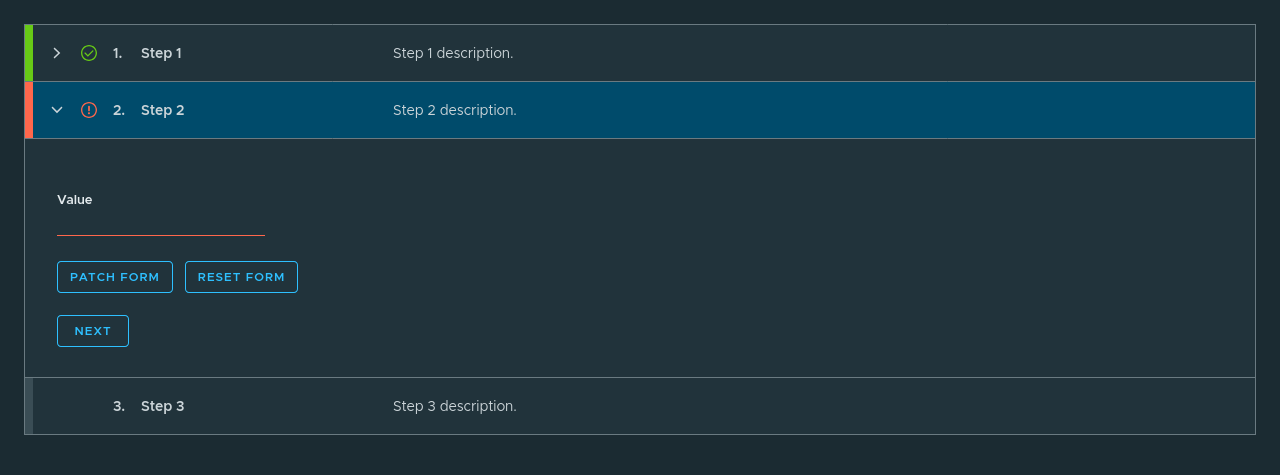 1. Step 1 Step 1 description.
2. Step 2 Step 2 description.
Value
PATCH FORM RESET FORM
NEXT
3. Step 3 Step 3 description.